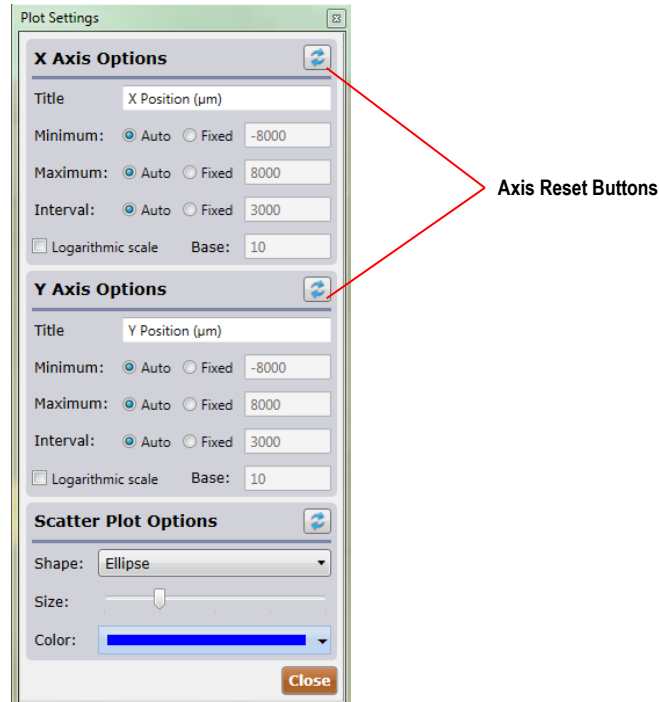 Plot Settings
X Axis Options
Title X Position (µm)
Minimum: Auto Fixed -8000
Maximum: Auto Fixed 8000
Interval: Auto Fixed 3000
Logarithmic scale Base: 10
Axis Reset Buttons
Y Axis Options
Title Y Position (µm)
Minimum: Auto Fixed -8000
Maximum: Auto Fixed 8000
Interval: Auto Fixed 3000
Logarithmic scale Base: 10
Scatter Plot Options
Shape: Ellipse
Size:
Color:
Close